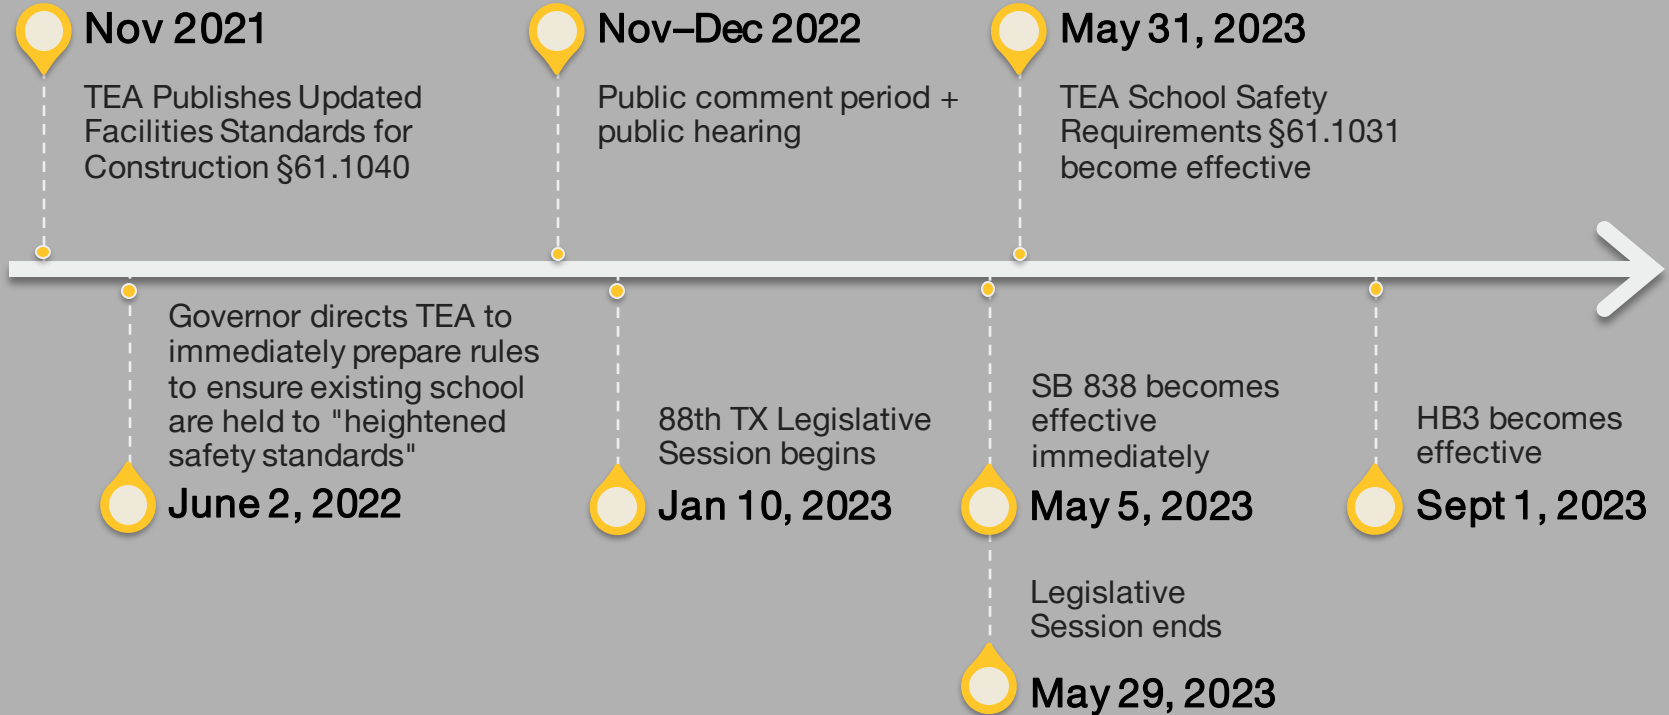 Nov 2021
TEA Publishes Updated
Facilities Standards for
Construction §61.1040
Nov–Dec 2022
Public comment period +
public hearing
May 31, 2023
TEA School Safety
Requirements §61.1031
become effective
Governor directs TEA to
immediately prepare rules
to ensure existing school
are held to "heightened
safety standards"
June 2, 2022
88th TX Legislative
Session begins
Jan 10, 2023
SB 838 becomes
effective
immediately
May 5, 2023
Legislative
Session ends
May 29, 2023
HB3 becomes
effective
Sept 1, 2023